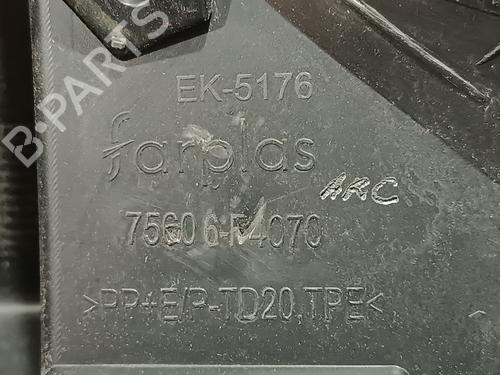 B-PARTS
EK-5176
farplas
ARC
75606-F4070
>PP+E/P-TD20,TPE<